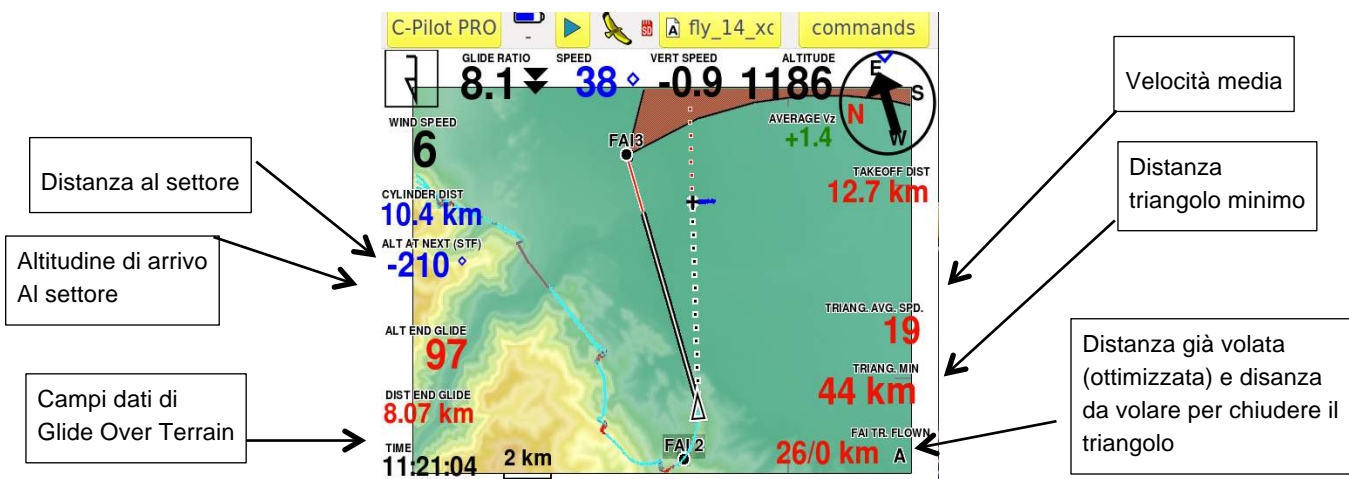 C-Pilot PRO
-
SD
A fly_14_xc
commands
GLIDE RATIO
8.1
SPEED
38
VERT SPEED
-0.9
ALTITUDE
1186
E
S
N
W
WIND SPEED
6
AVERAGE Vz
+1.4
FAI3
TAKEOFF DIST
12.7 km
CYLINDER DIST
10.4 km
ALT AT NEXT (STF)
-210
ALT END GLIDE
97
DIST END GLIDE
8.07 km
TIME
11:21:04
2 km
FAI 2
TRIANG. AVG. SPD.
19
TRIANG. MIN
44 km
FAI TR. FLOWN
26/0 km A
Distanza al settore
Altitudine di arrivo
Al settore
Campi dati di
Glide Over Terrain
Velocità media
Distanza
triangolo minimo
Distanza già volata
(ottimizzata) e disanza
da volare per chiudere il
triangolo